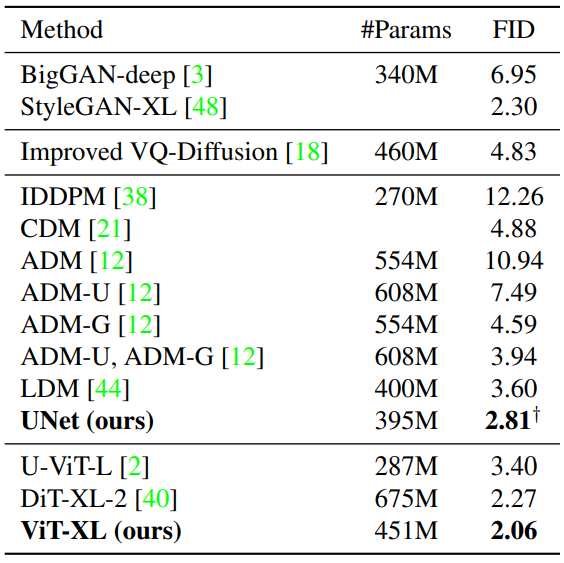 Method #Params FID
BigGAN-deep [3] 340M 6.95
StyleGAN-XL [48] 2.30
Improved VQ-Diffusion [18] 460M 4.83
IDDPM [38] 270M 12.26
CDM [21] 4.88
ADM [12] 554M 10.94
ADM-U [12] 608M 7.49
ADM-G [12] 554M 4.59
ADM-U, ADM-G [12] 608M 3.94
LDM [44] 400M 3.60
UNet (ours) 395M 2.81†
U-ViT-L [2] 287M 3.40
DiT-XL-2 [40] 675M 2.27
ViT-XL (ours) 451M 2.06